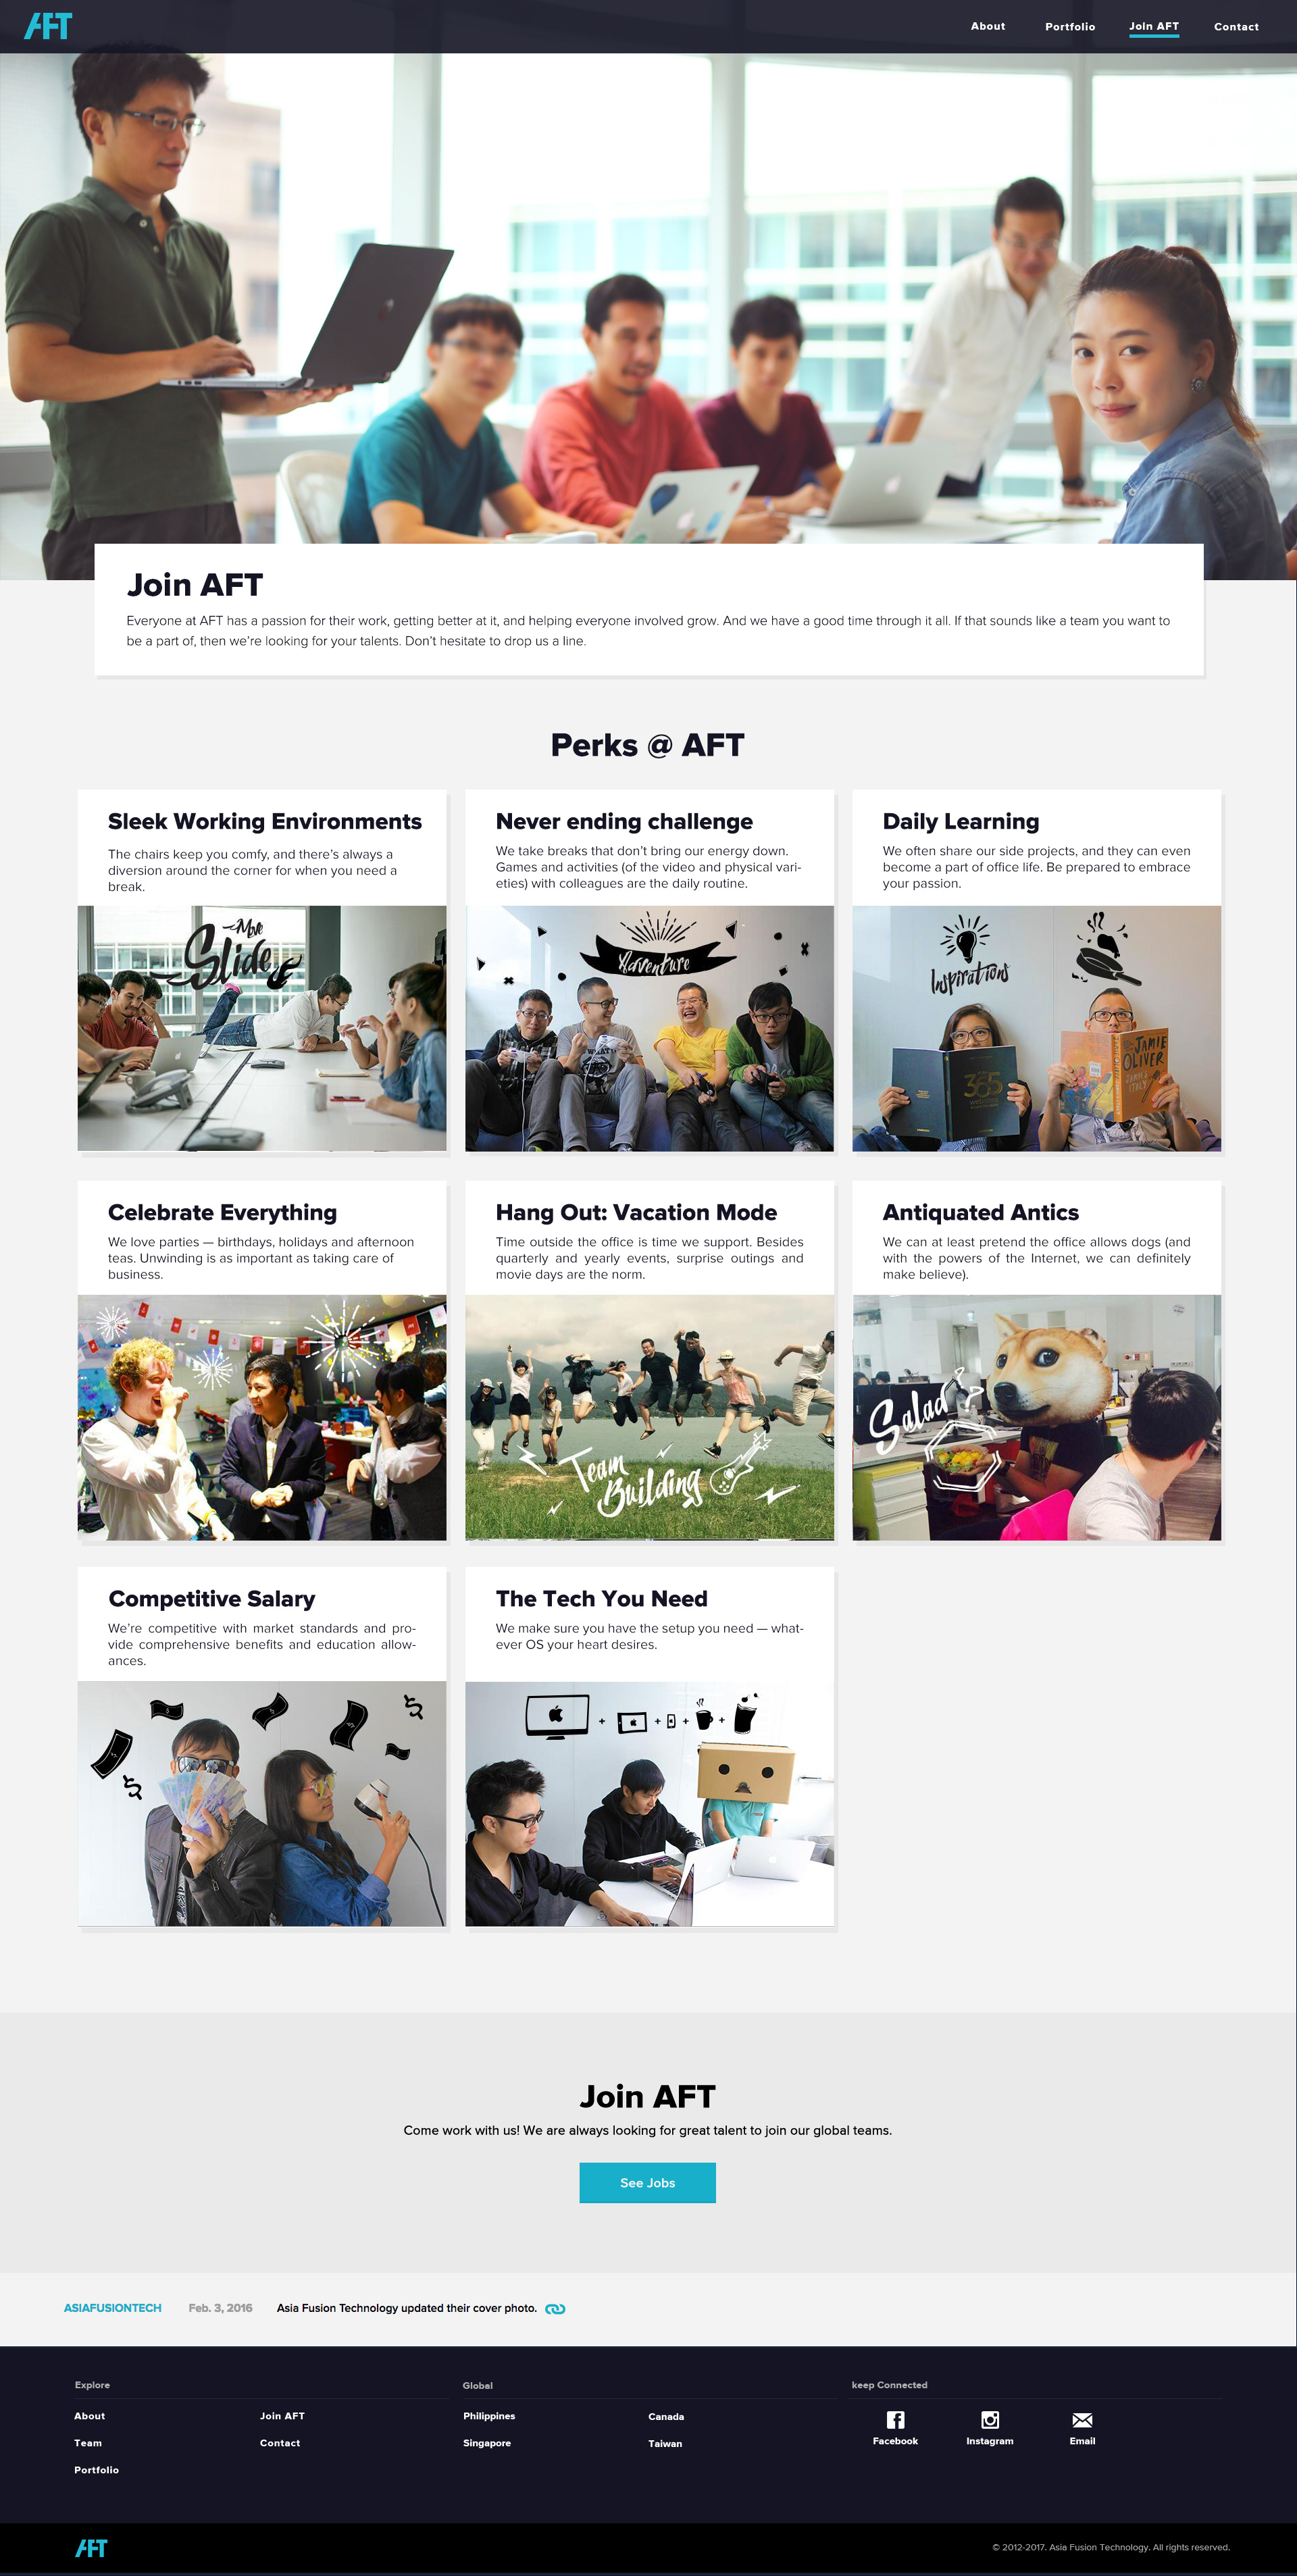 AFT
About Portfolio Join AFT Contact
Join AFT
Everyone at AFT has a passion for their work, getting better at it, and helping everyone involved grow. And we have a good time through it all. If that sounds like a team you want to
be a part of, then we're looking for your talents. Don't hesitate to drop us a line.
Perks @ AFT
Sleek Working Environments
The chairs keep you comfy, and there's always a
diversion around the corner for when you need a
break.
Move
Slide
Never ending challenge
We take breaks that don't bring our energy down.
Games and activities (of the video and physical vari-
eties) with colleagues are the daily routine.
Adventure
Daily Learning
We often share our side projects, and they can even
become a part of office life. Be prepared to embrace
your passion.
Inspirations
365
JAMIE
OLIVER
Celebrate Everything
We love parties — birthdays, holidays and afternoon
teas. Unwinding is as important as taking care of
business.
Hang Out: Vacation Mode
Time outside the office is time we support. Besides
quarterly and yearly events, surprise outings and
movie days are the norm.
Team
Building
Antiquated Antics
We can at least pretend the office allows dogs (and
with the powers of the Internet, we can definitely
make believe).
Salad
Competitive Salary
We're competitive with market standards and pro-
vide comprehensive benefits and education allow-
ances.
The Tech You Need
We make sure you have the setup you need — what-
ever OS your heart desires.
+ + + +
Join AFT
Come work with us! We are always looking for great talent to join our global teams.
See Jobs
ASIAFUSIONTECH Feb. 3, 2016 Asia Fusion Technology updated their cover photo.
Explore
About Join AFT
Team Contact
Portfolio
Global
Philippines Canada
Singapore Taiwan
keep Connected
Facebook Instagram Email
AFT
© 2012-2017. Asia Fusion Technology. All rights reserved.